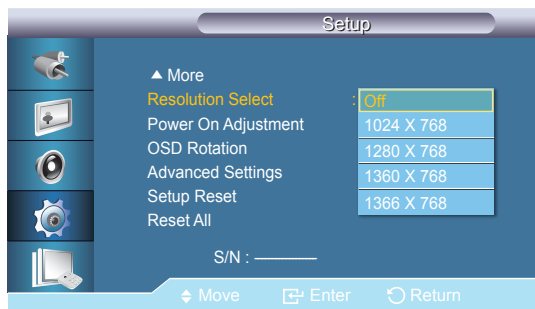 Setup
▲ More
Resolution Select : Off
Power On Adjustment 1024 X 768
OSD Rotation 1280 X 768
Advanced Settings 1360 X 768
Setup Reset 1366 X 768
Reset All
S/N : ————
Move Enter Return